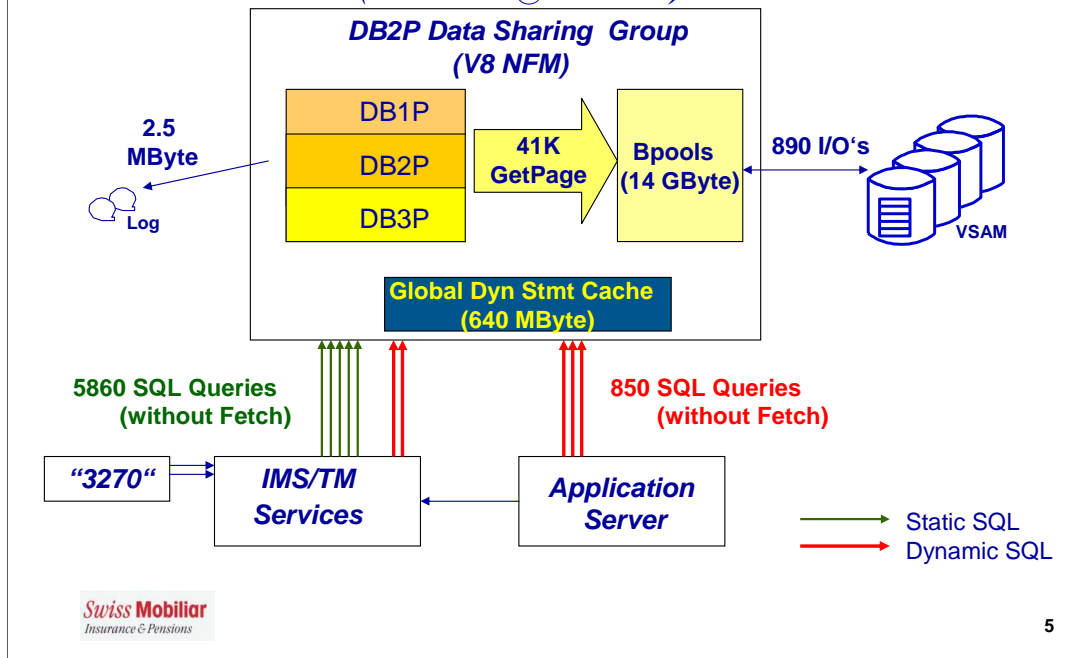 DB2P Data Sharing Group
(V8 NFM)
DB1P
DB2P
DB3P
2.5
MByte
Log
41K
GetPage
Bpools
(14 GByte)
890 I/O‘s
VSAM
Global Dyn Stmt Cache
(640 MByte)
5860 SQL Queries
(without Fetch)
850 SQL Queries
(without Fetch)
“3270“
IMS/TM
Services
Application
Server
Static SQL
Dynamic SQL
Swiss Mobiliar
Insurance & Pensions
5